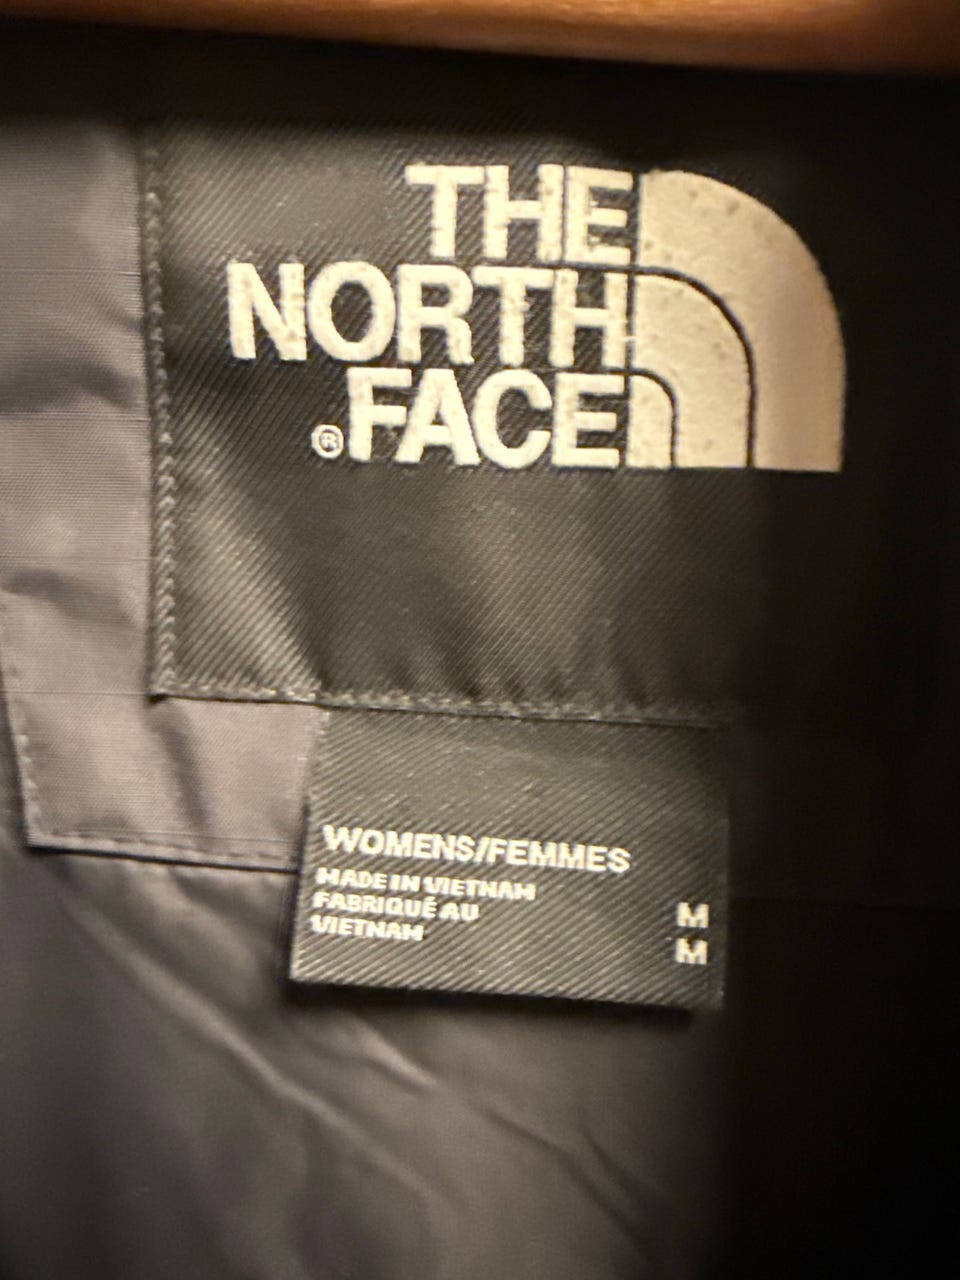 THE
NORTH
®FACE
WOMENS/FEMMES
MADE IN VIETNAM
FABRIQUÉ AU
VIETNAM
M
M